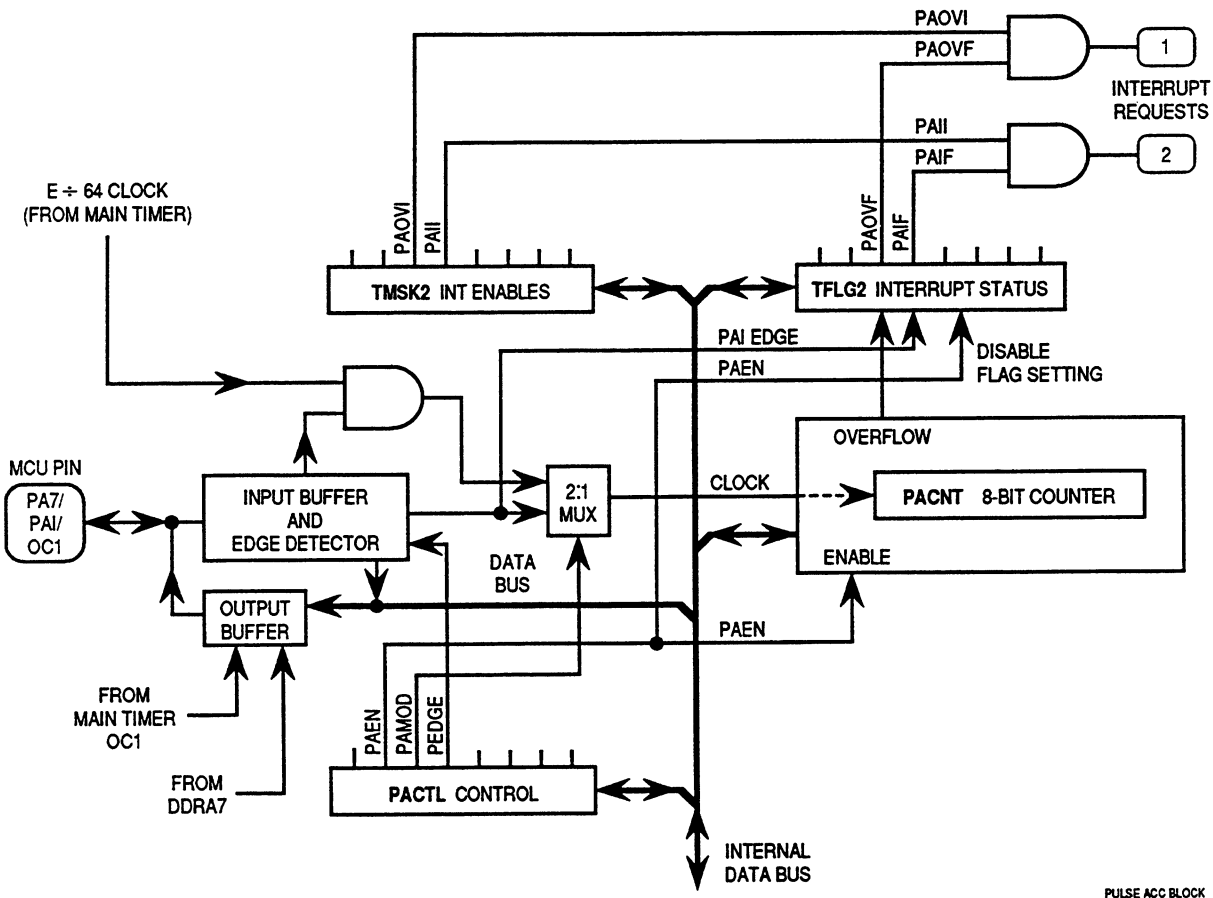 PAOVI
PAOVF
1
INTERRUPT
REQUESTS
PAII
PAIF
2
E ÷ 64 CLOCK
(FROM MAIN TIMER)
PAOVI
PAII
PAOVF
PAIF
TMSK2 INT ENABLES
TFLG2 INTERRUPT STATUS
PAI EDGE
PAEN
DISABLE
FLAG SETTING
OVERFLOW
MCU PIN
PA7/
PAI/
OC1
INPUT BUFFER
AND
EDGE DETECTOR
2:1
MUX
CLOCK
PACNT 8-BIT COUNTER
DATA
BUS
ENABLE
OUTPUT
BUFFER
PAEN
FROM
MAIN TIMER
OC1
PAEN
PAMOD
PEDGE
FROM
DDRA7
PACTL CONTROL
INTERNAL
DATA BUS
PULSE ACC BLOCK